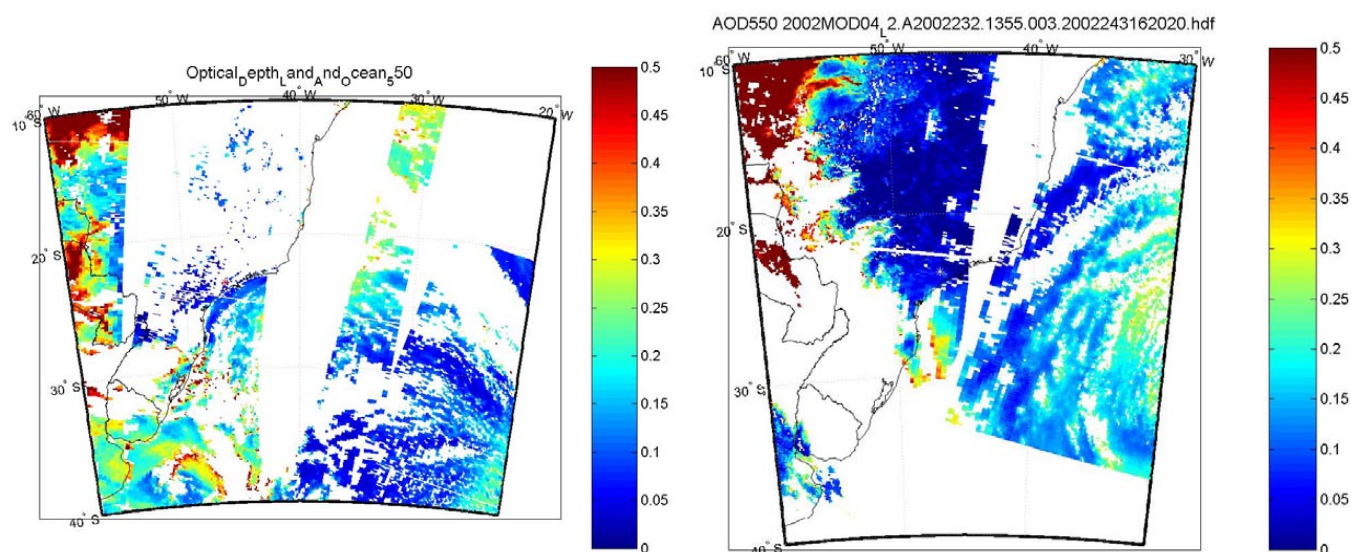 AOD550 2002MOD04_L2.A2002232.1355.003.2002243162020.hdf
Optical_Depth_Land_And_Ocean_550
60° W
50° W
40° W
30° W
20° W
10° S
20° S
30° S
40° S
0.5
0.45
0.4
0.35
0.3
0.25
0.2
0.15
0.1
0.05
0
60° W
50° W
40° W
30° W
10° S
20° S
30° S
40° S
0.5
0.45
0.4
0.35
0.3
0.25
0.2
0.15
0.1
0.05
0